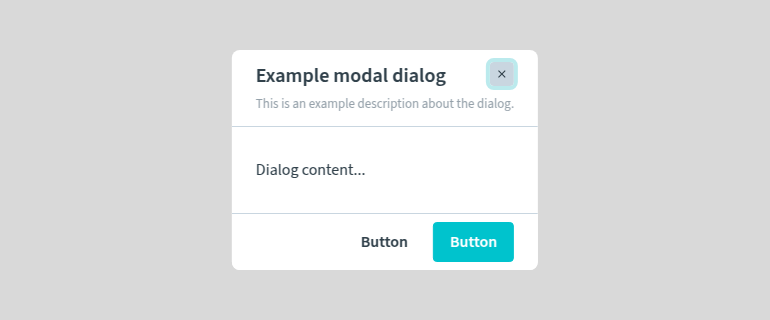 Example modal dialog
This is an example description about the dialog.
Dialog content...
Button
Button